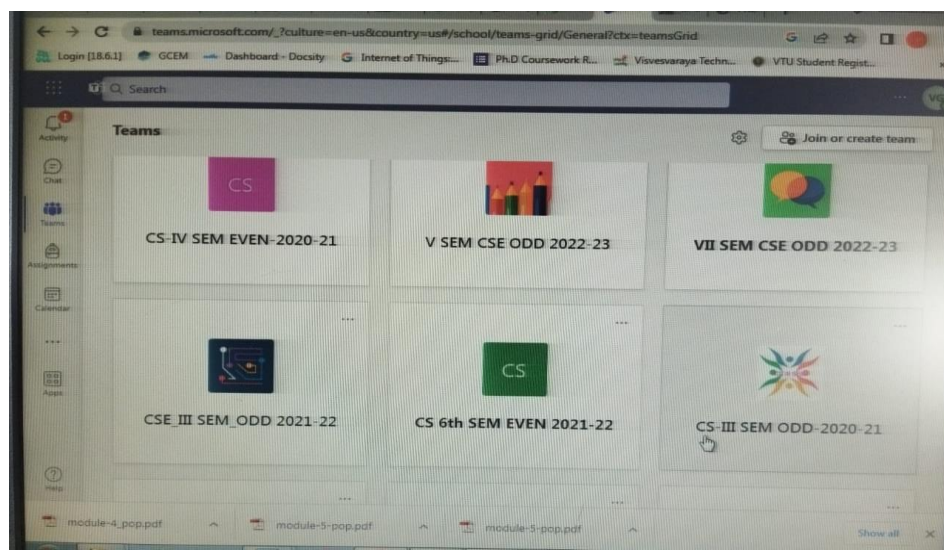 teams.microsoft.com/_?culture=en-us&country=us#/school/teams-grid/General?ctx=teamsGrid
Login [18.6.1] GCEM Dashboard - Docsity Internet of Things:... Ph.D Coursework R... Visvesvaraya Techn... VTU Student Regist...
Search
VG
Activity
Chat
Teams
Assignments
Calendar
Apps
Help
Teams
Join or create team
CS
CS-IV SEM EVEN-2020-21
V SEM CSE ODD 2022-23
VII SEM CSE ODD 2022-23
CSE_III SEM_ODD 2021-22
CS
CS 6th SEM EVEN 2021-22
CS-III SEM ODD-2020-21
module-4_pop.pdf module-5-pop.pdf module-5-pop.pdf Show all